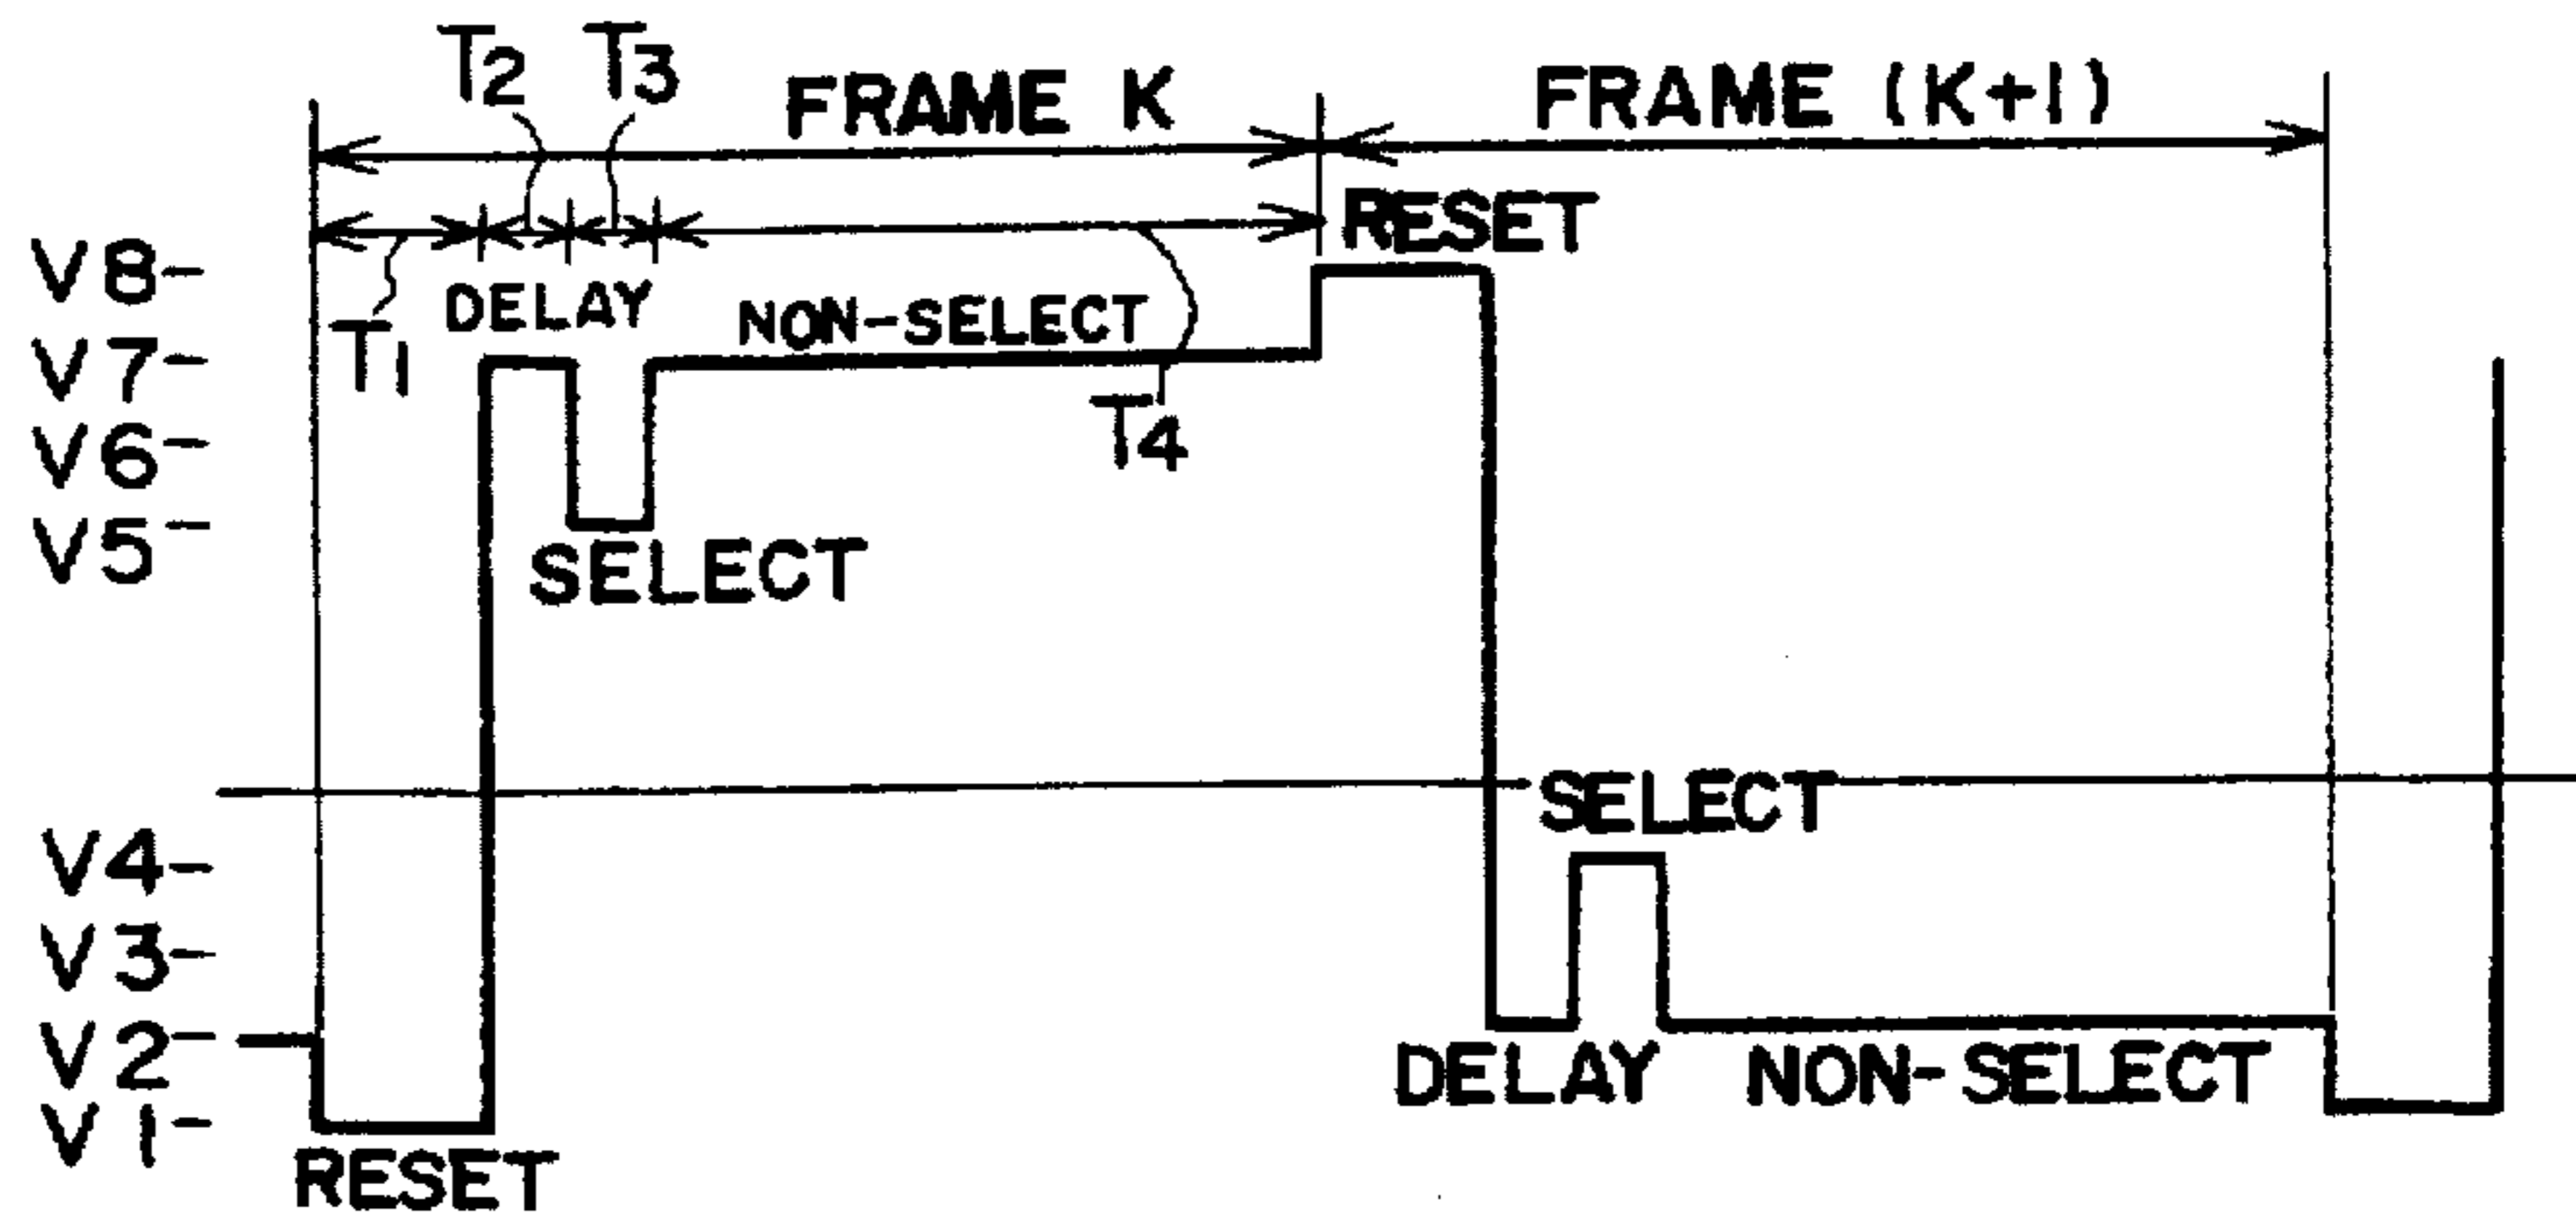 T2 T3
FRAME K
FRAME (K+1)
RESET
V8
DELAY
NON-SELECT
T1
V7
T4
V6
V5
SELECT
SELECT
V4
V3
V2
DELAY
NON-SELECT
V1
RESET